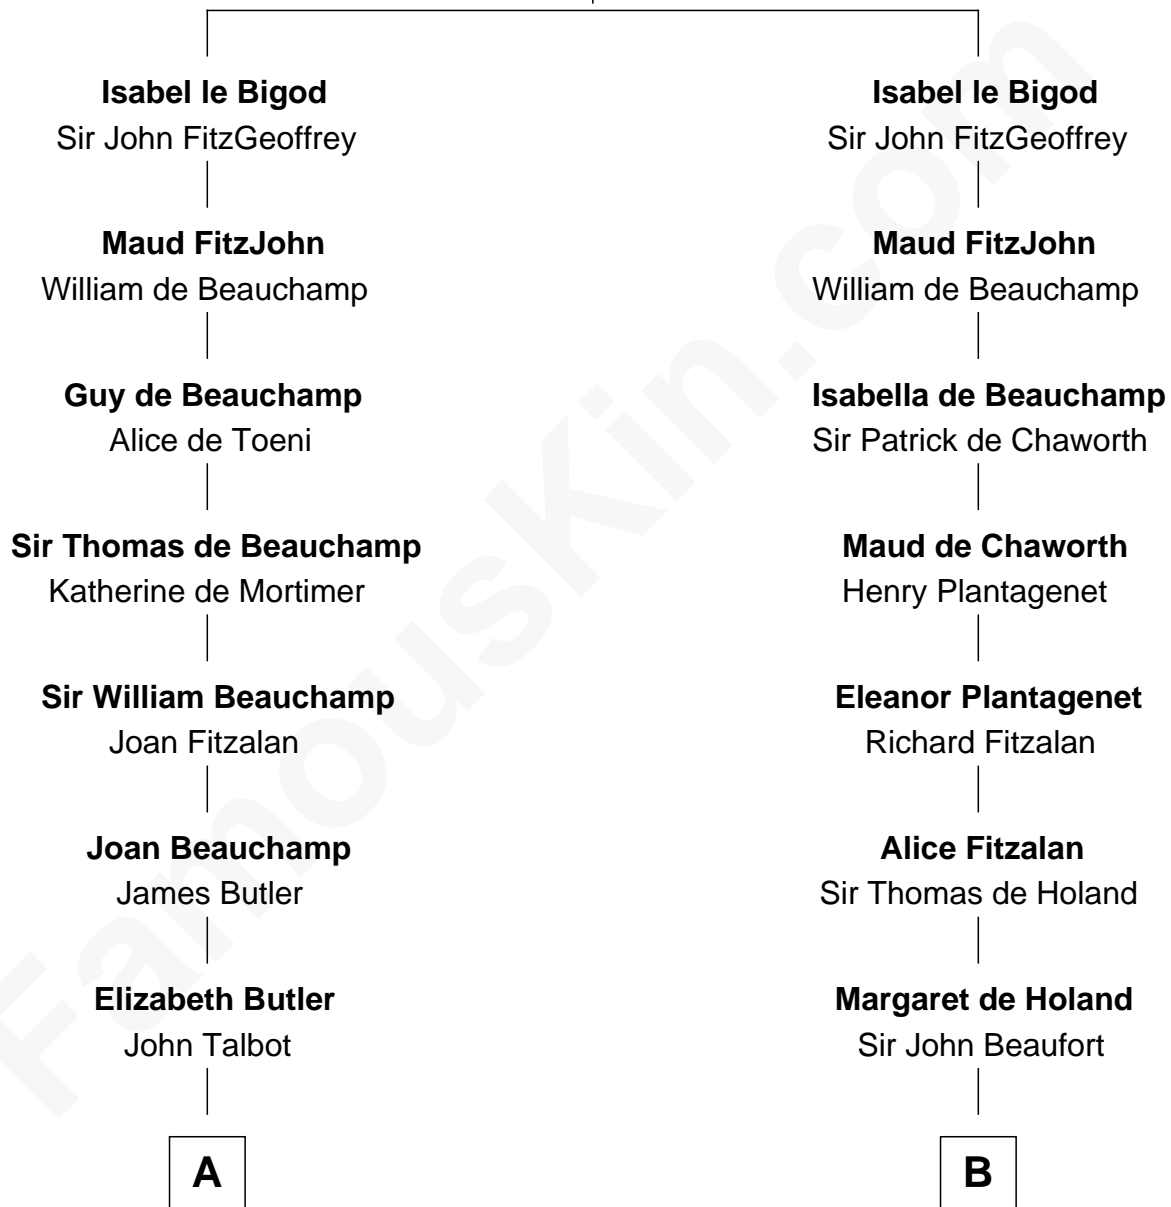 Isabel le Bigod
Sir John FitzGeoffrey
Maud FitzJohn
William de Beauchamp
Guy de Beauchamp
Alice de Toeni
Sir Thomas de Beauchamp
Katherine de Mortimer
Sir William Beauchamp
Joan Fitzalan
Joan Beauchamp
James Butler
Elizabeth Butler
John Talbot
A
Isabel le Bigod
Sir John FitzGeoffrey
Maud FitzJohn
William de Beauchamp
Isabella de Beauchamp
Sir Patrick de Chaworth
Maud de Chaworth
Henry Plantagenet
Eleanor Plantagenet
Richard Fitzalan
Alice Fitzalan
Sir Thomas de Holand
Margaret de Holand
Sir John Beaufort
B
FamousKin.com